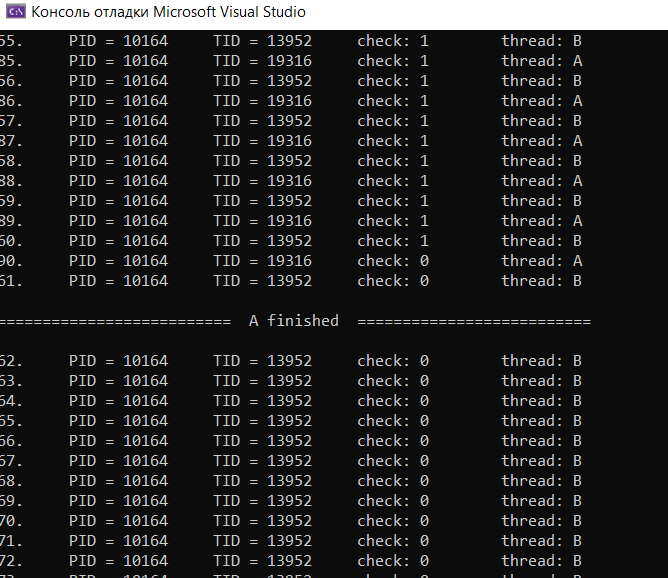 C:\ Консоль отладки Microsoft Visual Studio
55. PID = 10164 TID = 13952 check: 1 thread: B
85. PID = 10164 TID = 19316 check: 1 thread: A
56. PID = 10164 TID = 13952 check: 1 thread: B
86. PID = 10164 TID = 19316 check: 1 thread: A
57. PID = 10164 TID = 13952 check: 1 thread: B
87. PID = 10164 TID = 19316 check: 1 thread: A
58. PID = 10164 TID = 13952 check: 1 thread: B
88. PID = 10164 TID = 19316 check: 1 thread: A
59. PID = 10164 TID = 13952 check: 1 thread: B
89. PID = 10164 TID = 19316 check: 1 thread: A
60. PID = 10164 TID = 13952 check: 1 thread: B
90. PID = 10164 TID = 19316 check: 0 thread: A
61. PID = 10164 TID = 13952 check: 0 thread: B
========================== A finished ==========================
62. PID = 10164 TID = 13952 check: 0 thread: B
63. PID = 10164 TID = 13952 check: 0 thread: B
64. PID = 10164 TID = 13952 check: 0 thread: B
65. PID = 10164 TID = 13952 check: 0 thread: B
66. PID = 10164 TID = 13952 check: 0 thread: B
67. PID = 10164 TID = 13952 check: 0 thread: B
68. PID = 10164 TID = 13952 check: 0 thread: B
69. PID = 10164 TID = 13952 check: 0 thread: B
70. PID = 10164 TID = 13952 check: 0 thread: B
71. PID = 10164 TID = 13952 check: 0 thread: B
72. PID = 10164 TID = 13952 check: 0 thread: B